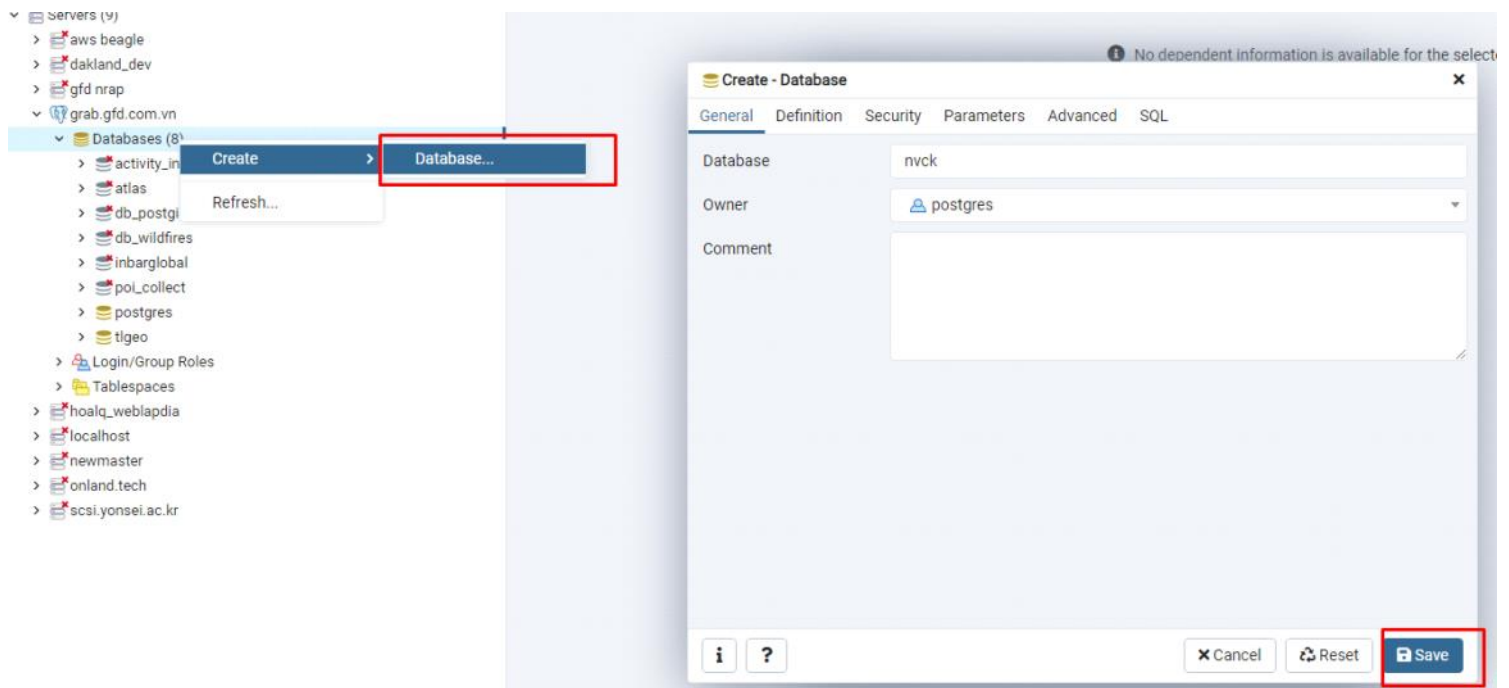 Servers (9)
aws beagle
dakland_dev
gfd nrap
grab.gfd.com.vn
Databases (8)
activity_in
atlas
db_postgi
db_wildfires
inbarglobal
poi_collect
postgres
tlgeo
Login/Group Roles
Tablespaces
hoalq_weblapdia
localhost
newmaster
onland.tech
scsi.yonsei.ac.kr
Create
Database...
Refresh...
No dependent information is available for the select
Create - Database
General Definition Security Parameters Advanced SQL
Database nvck
Owner postgres
Comment
i ? Cancel Reset Save